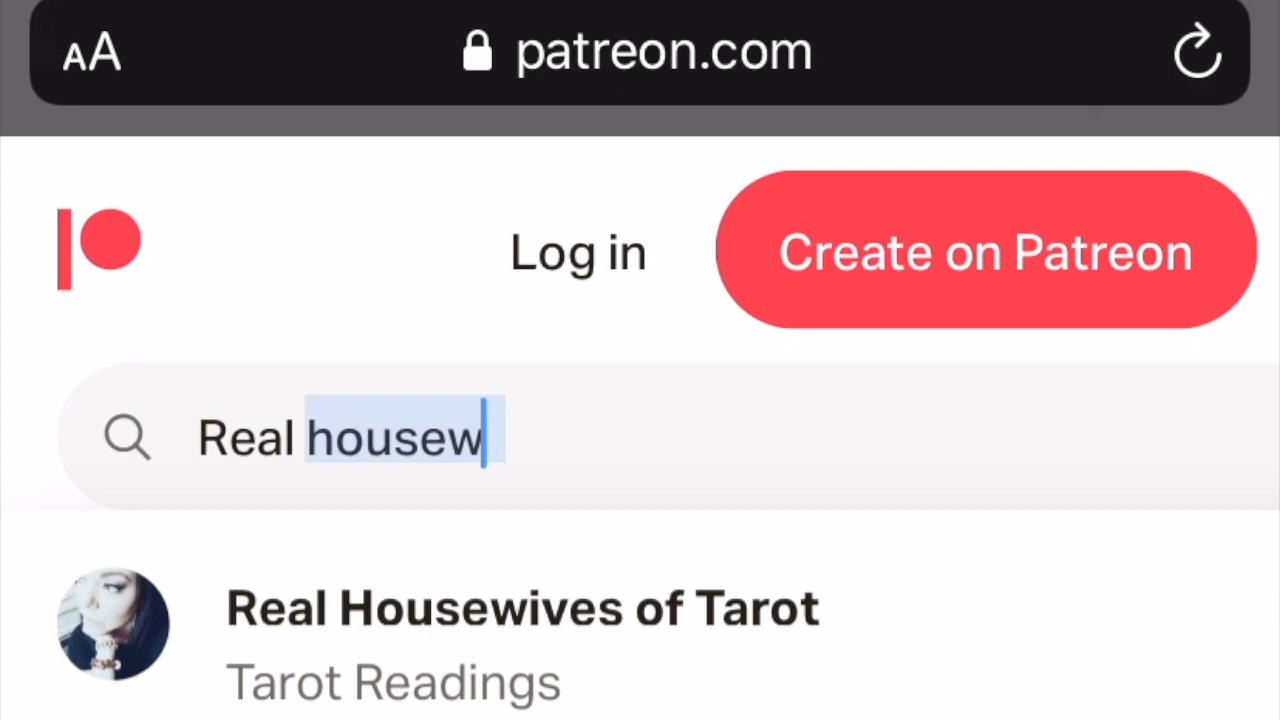 AA patreon.com
Log in Create on Patreon
Real housew
Real Housewives of Tarot
Tarot Readings